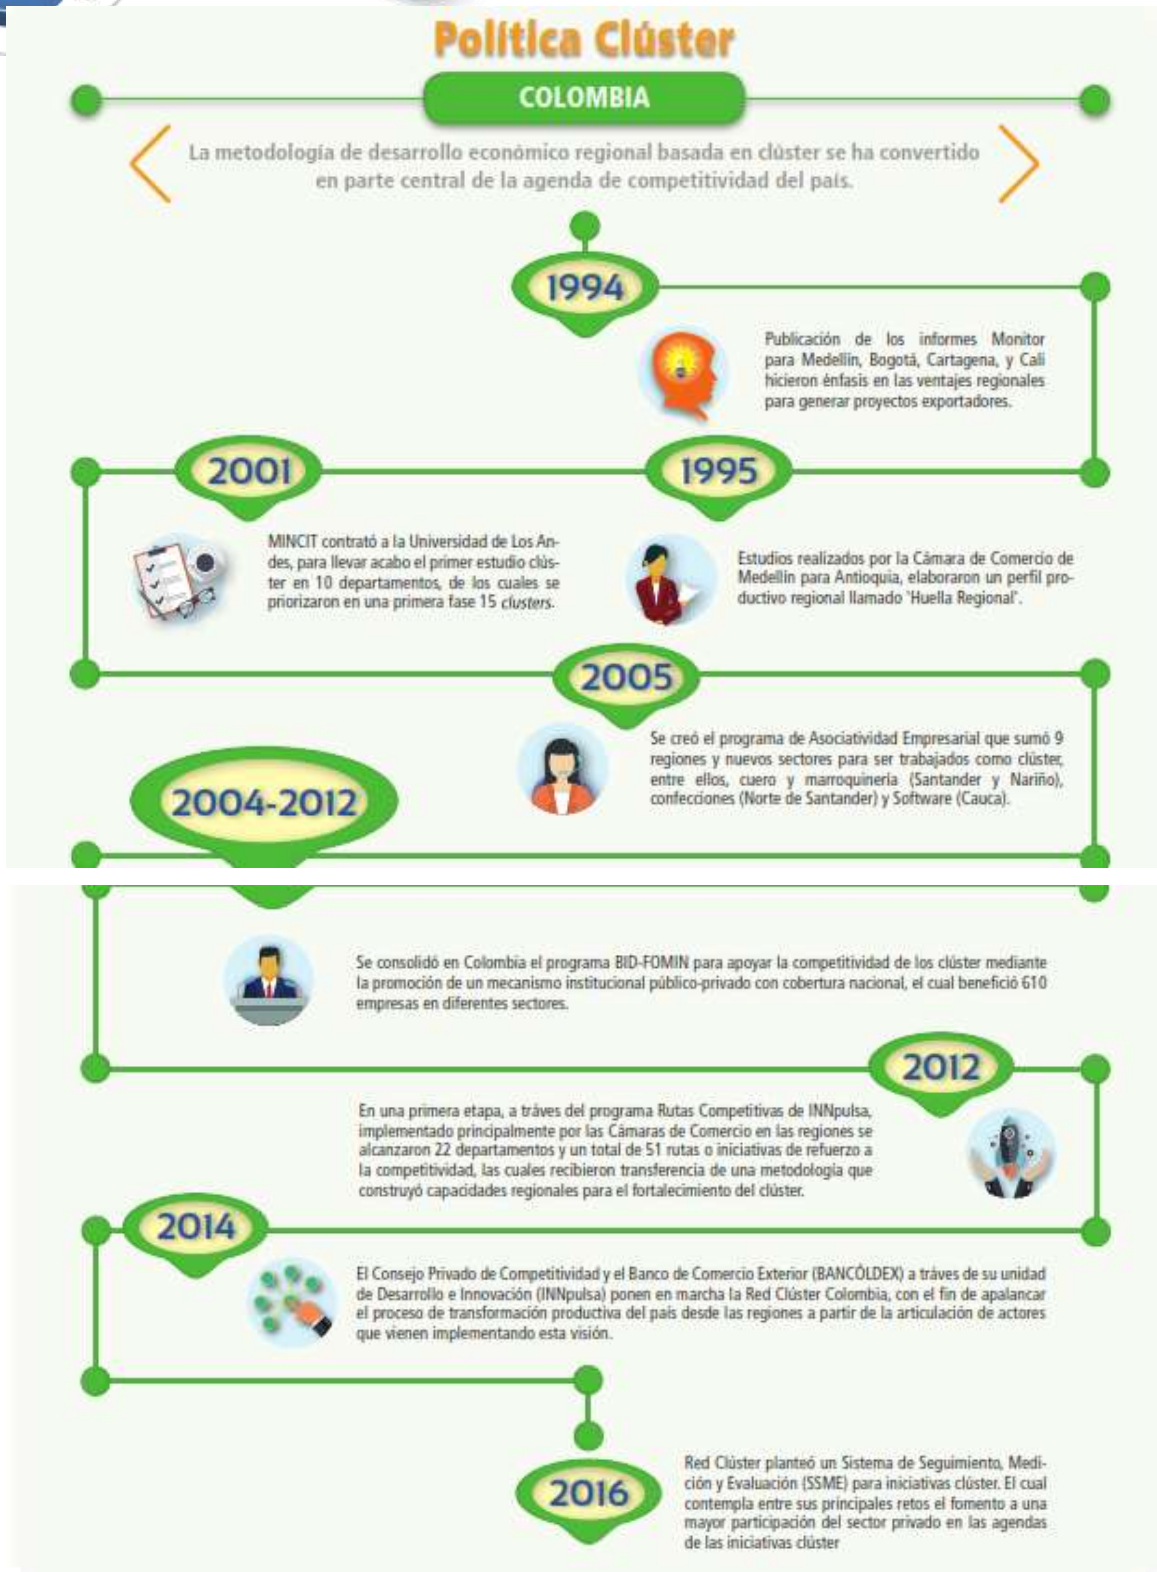 Política Clúster
COLOMBIA
La metodología de desarrollo económico regional basada en clúster se ha convertido
en parte central de la agenda de competitividad del país.
1994
Publicación de los informes Monitor
para Medellín, Bogotá, Cartagena, y Cali
hicieron énfasis en las ventajes regionales
para generar proyectos exportadores.
2001
MINCIT contrató a la Universidad de Los An-
des, para llevar acabo el primer estudio clús-
ter en 10 departamentos, de los cuales se
priorizaron en una primera fase 15 clusters.
1995
Estudios realizados por la Cámara de Comercio de
Medellín para Antioquia, elaboraron un perfil pro-
ductivo regional llamado 'Huella Regional'.
2005
Se creó el programa de Asociatividad Empresarial que sumó 9
regiones y nuevos sectores para ser trabajados como clúster,
entre ellos, cuero y marroquinería (Santander y Nariño),
confecciones (Norte de Santander) y Software (Cauca).
2004-2012
Se consolidó en Colombia el programa BID-FOMIN para apoyar la competitividad de los clúster mediante
la promoción de un mecanismo institucional público-privado con cobertura nacional, el cual benefició 610
empresas en diferentes sectores.
2012
En una primera etapa, a tráves del programa Rutas Competitivas de INNpulsa,
implementado principalmente por las Cámaras de Comercio en las regiones se
alcanzaron 22 departamentos y un total de 51 rutas o iniciativas de refuerzo a
la competitividad, las cuales recibieron transferencia de una metodología que
construyó capacidades regionales para el fortalecimiento del clúster.
2014
El Consejo Privado de Competitividad y el Banco de Comercio Exterior (BANCÓLDEX) a tráves de su unidad
de Desarrollo e Innovación (INNpulsa) ponen en marcha la Red Clúster Colombia, con el fin de apalancar
el proceso de transformación productiva del país desde las regiones a partir de la articulación de actores
que vienen implementando esta visión.
2016
Red Clúster planteó un Sistema de Seguimiento, Medi-
ción y Evaluación (SSME) para iniciativas clúster. El cual
contempla entre sus principales retos el fomento a una
mayor participación del sector privado en las agendas
de las iniciativas clúster